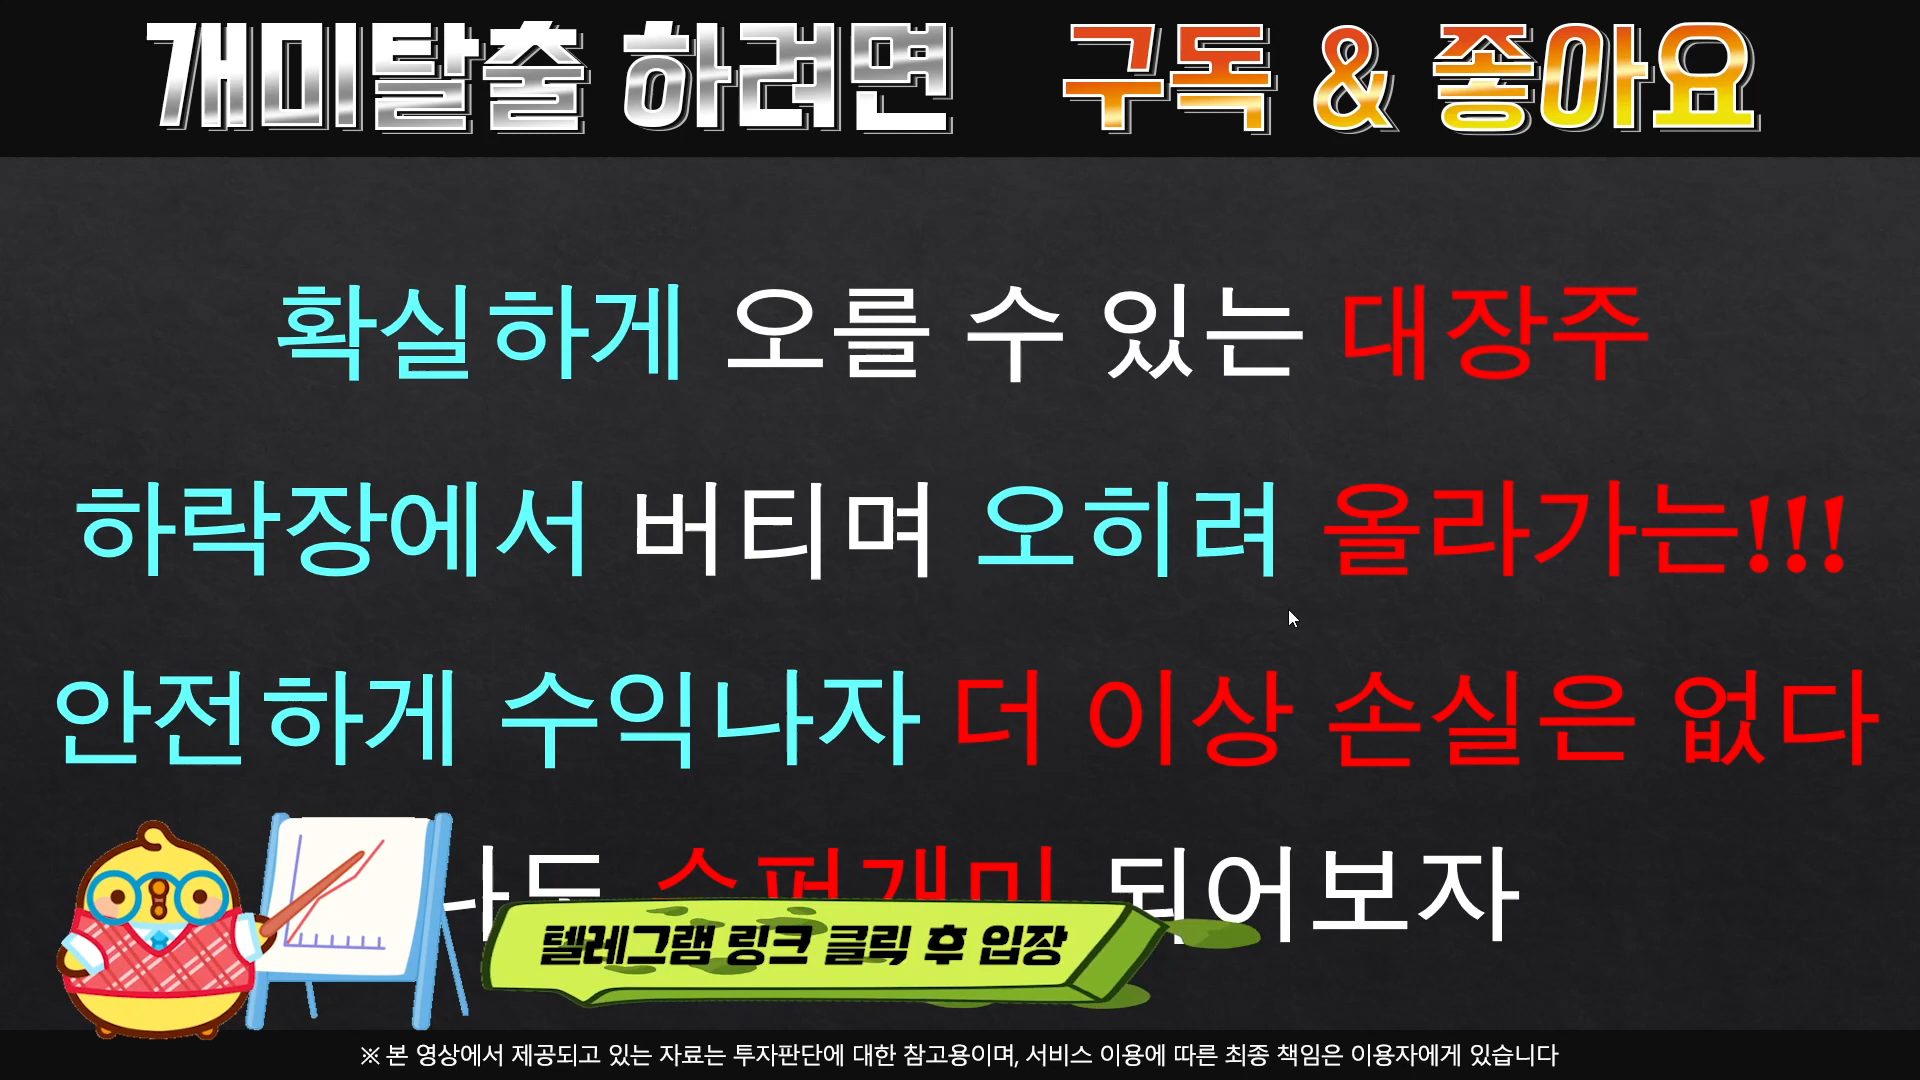 개미탈출 하려면 구독 & 좋아요
확실하게 오를 수 있는 대장주
하락장에서 버티며 오히려 올라가는!!!
안전하게 수익나자 더 이상 손실은 없다
나도 슈퍼개미 되어보자
텔레그램 링크 클릭 후 입장
※ 본 영상에서 제공되고 있는 자료는 투자판단에 대한 참고용이며, 서비스 이용에 따른 최종 책임은 이용자에게 있습니다